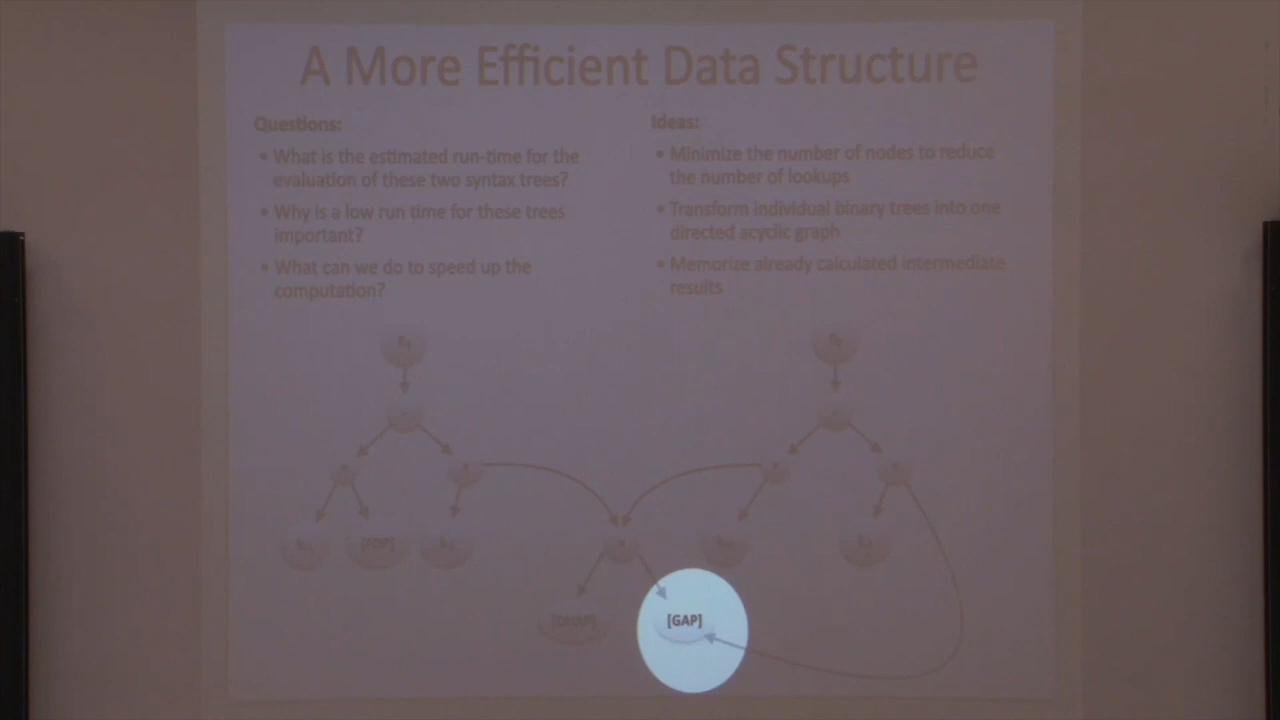 A More Efficient Data Structure
Questions:
• What is the estimated run-time for the
evaluation of these two syntax trees?
• Why is a low run time for these trees
important?
• What can we do to speed up the
computation?
Ideas:
• Minimize the number of nodes to reduce
the number of lookups
• Transform individual binary trees into one
directed acyclic graph
• Memorize already calculated intermediate
results
[DHAP]
[GAP]